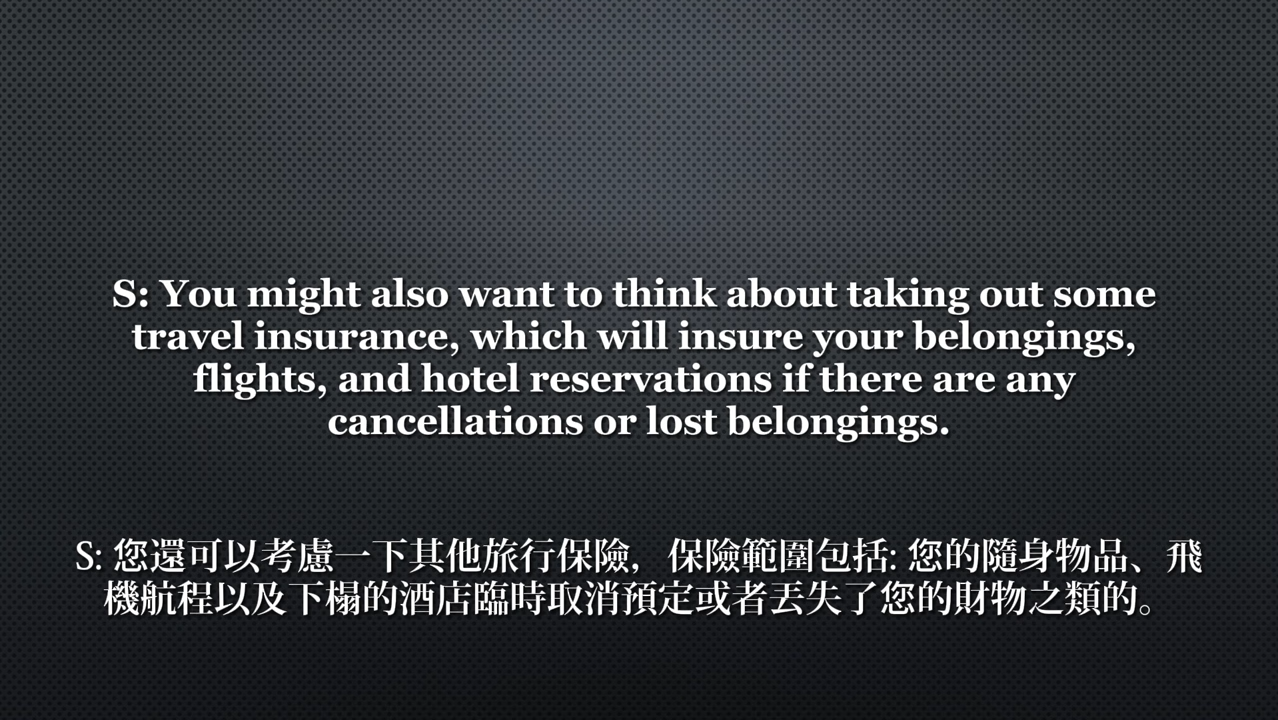 S: You might also want to think about taking out some
travel insurance, which will insure your belongings,
flights, and hotel reservations if there are any
cancellations or lost belongings.
S: 您還可以考慮一下其他旅行保險，保險範圍包括: 您的隨身物品、飛
機航程以及下榻的酒店臨時取消預定或者丟失了您的財物之類的。